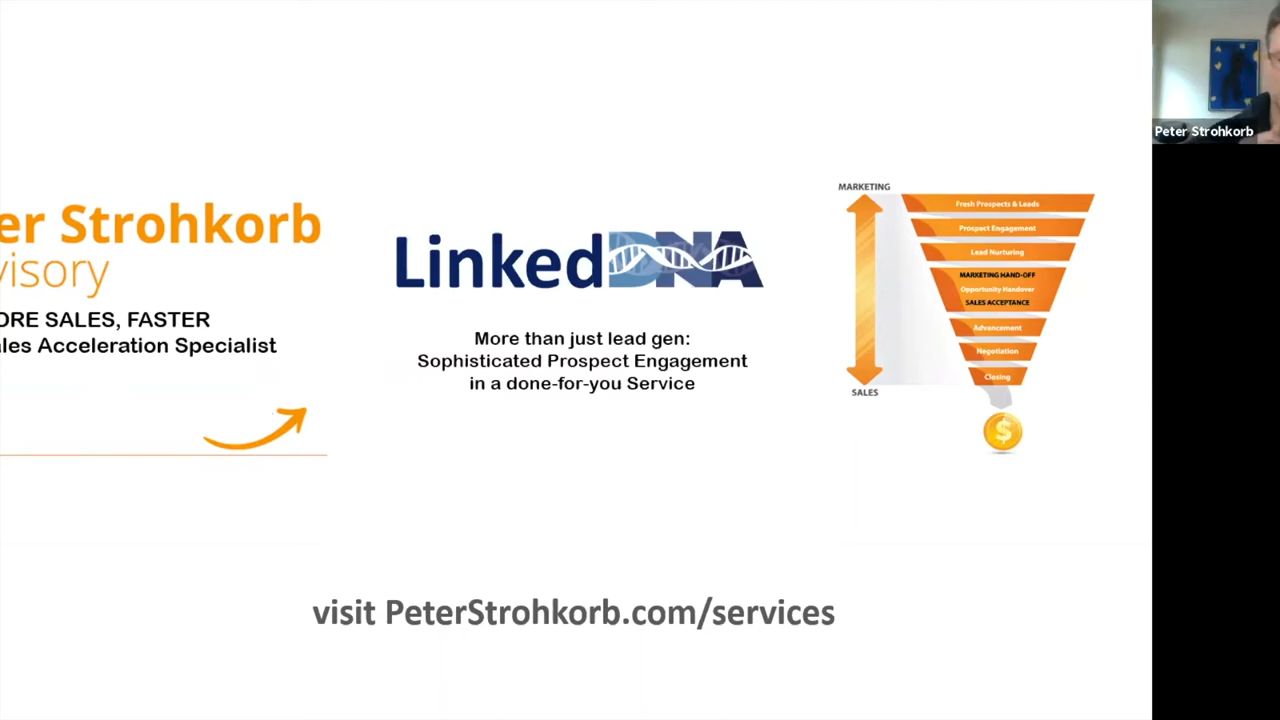 er Strohkorb
visory
ORE SALES, FASTER
ales Acceleration Specialist
LinkedDNA
More than just lead gen:
Sophisticated Prospect Engagement
in a done-for-you Service
MARKETING
Fresh Prospects & Leads
Prospect Engagement
Lead Nurturing
MARKETING HAND-OFF
Opportunity Handover
SALES ACCEPTANCE
Advancement
Negotiation
Closing
SALES
$
visit PeterStrohkorb.com/services
Peter Strohkorb